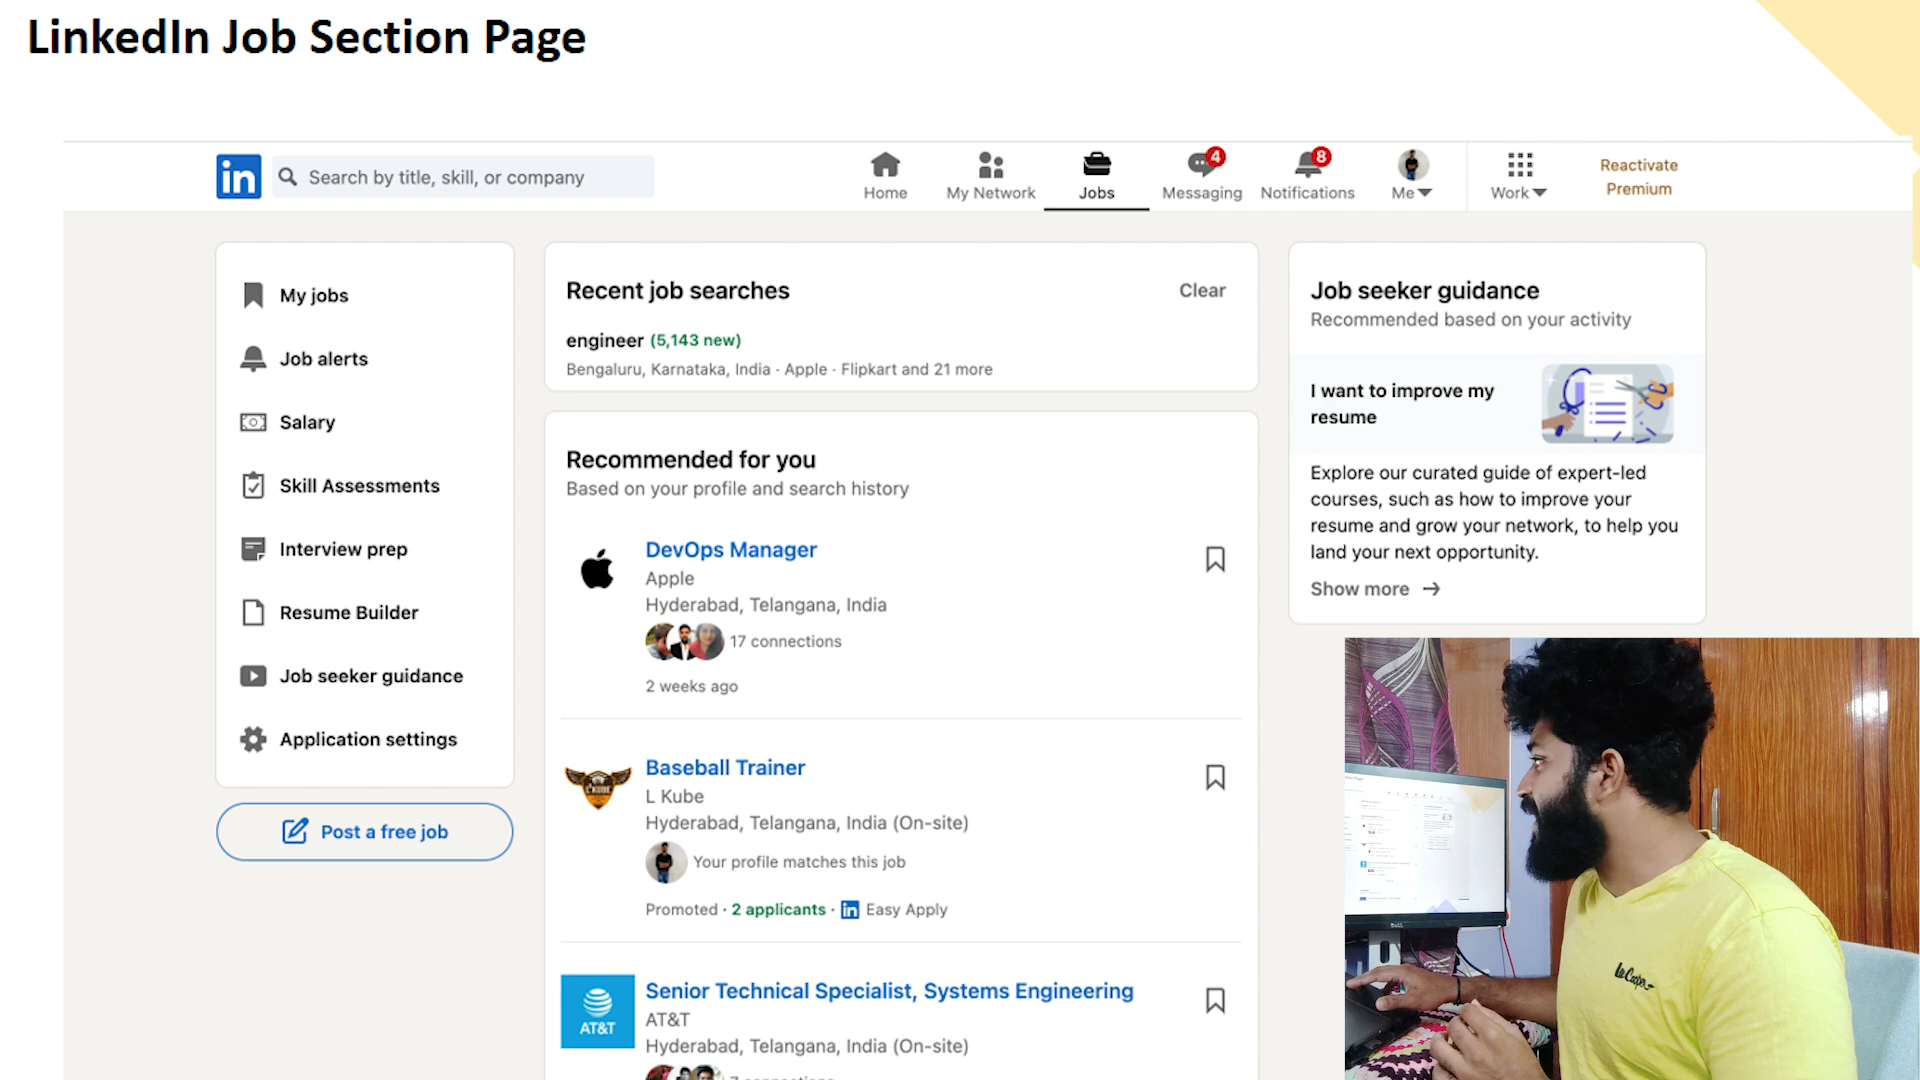 LinkedIn Job Section Page
in
Search by title, skill, or company
Home
My Network
Jobs
4
Messaging
8
Notifications
Me
Work
Reactivate
Premium
My jobs
Job alerts
Salary
Skill Assessments
Interview prep
Resume Builder
Job seeker guidance
Application settings
Post a free job
Recent job searches
Clear
engineer (5,143 new)
Bengaluru, Karnataka, India · Apple · Flipkart and 21 more
Recommended for you
Based on your profile and search history
DevOps Manager
Apple
Hyderabad, Telangana, India
17 connections
2 weeks ago
L'KUBE
Baseball Trainer
L Kube
Hyderabad, Telangana, India (On-site)
Your profile matches this job
Promoted · 2 applicants · in Easy Apply
AT&T
Senior Technical Specialist, Systems Engineering
AT&T
Hyderabad, Telangana, India (On-site)
Job seeker guidance
Recommended based on your activity
I want to improve my
resume
Explore our curated guide of expert-led
courses, such as how to improve your
resume and grow your network, to help you
land your next opportunity.
Show more →
Lee Cooper